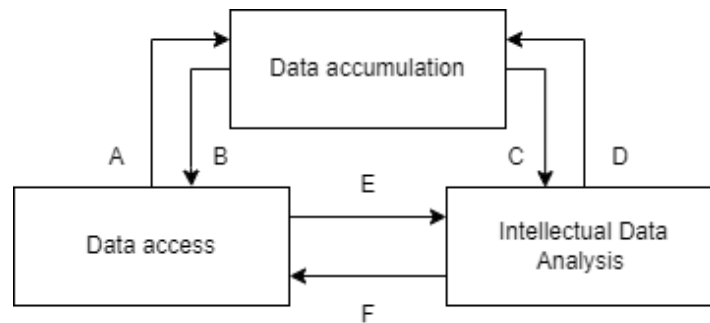 Data accumulation
A
B
C
D
E
Data access
Intellectual Data
Analysis
F